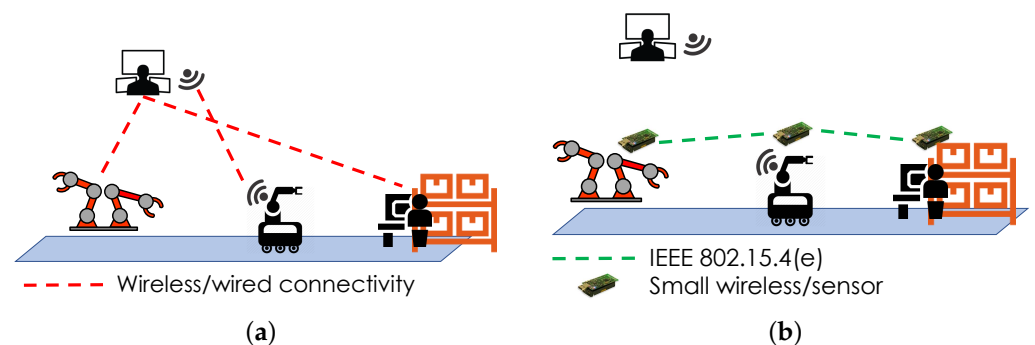 Wireless/wired connectivity
(a)
IEEE 802.15.4(e)
Small wireless/sensor
(b)